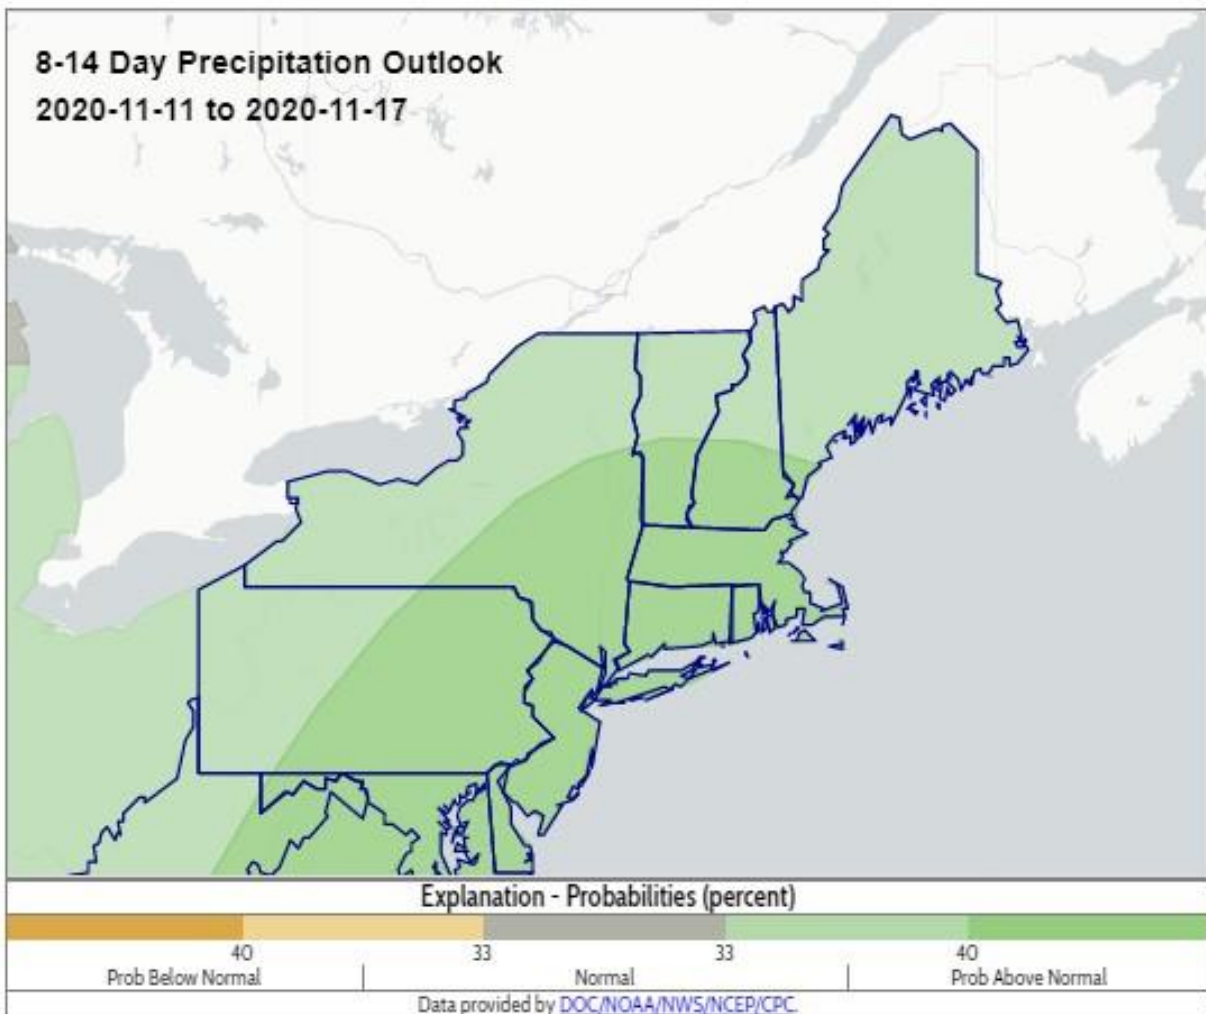 8-14 Day Precipitation Outlook
2020-11-11 to 2020-11-17
Explanation - Probabilities (percent)
40 33 33 40
Prob Below Normal Normal Prob Above Normal
Data provided by DOC/NOAA/NWS/NCEP/CPC.